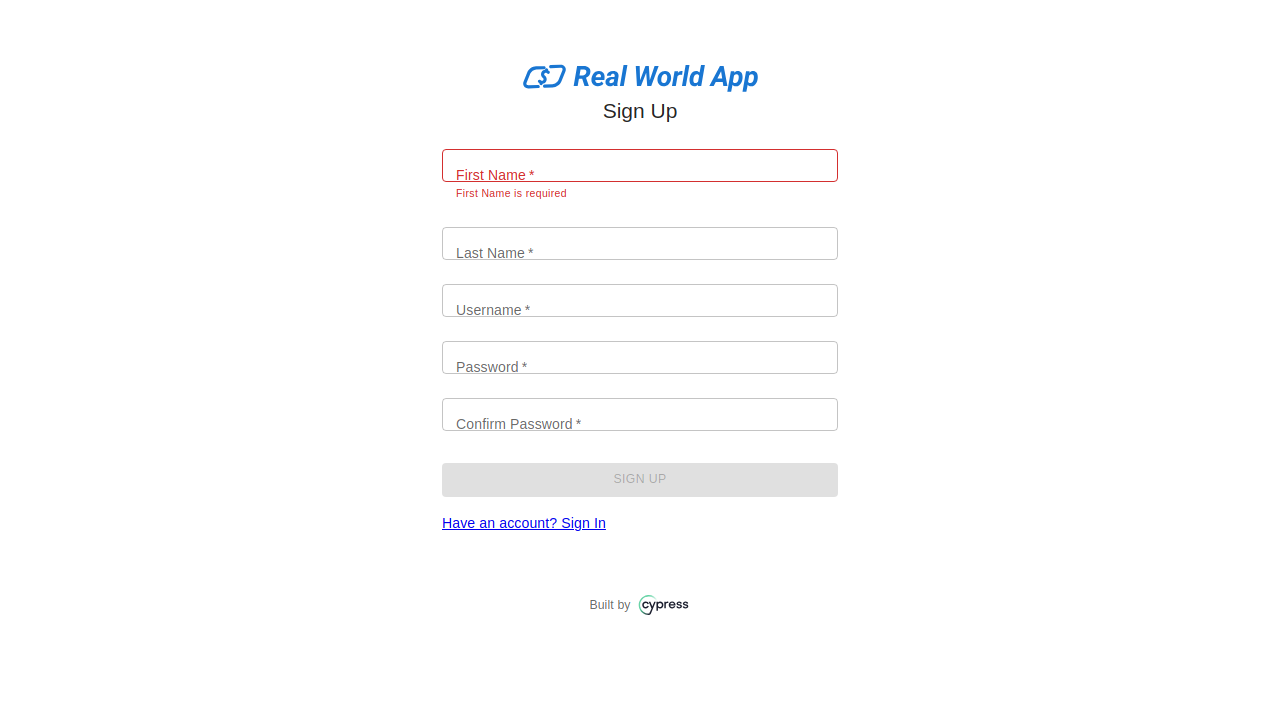 Real World App
Sign Up
First Name *
First Name is required
Last Name *
Username *
Password *
Confirm Password *
SIGN UP
Have an account? Sign In
Built by cypress